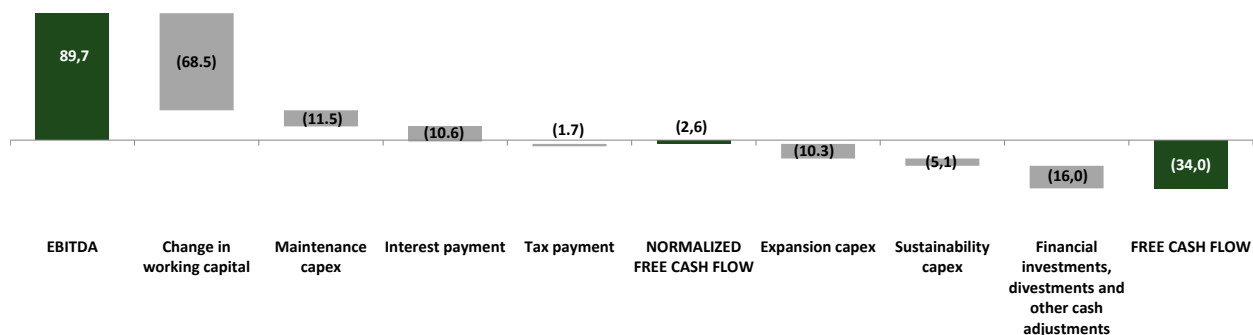 89,7
(68.5)
(11.5)
(10.6)
(1.7)
(2,6)
(10.3)
(5,1)
(16,0)
(34,0)
EBITDA
Change in
working capital
Maintenance
capex
Interest payment
Tax payment
NORMALIZED
FREE CASH FLOW
Expansion capex
Sustainability
capex
Financial
investments,
divestments and
other cash
adjustments
FREE CASH FLOW